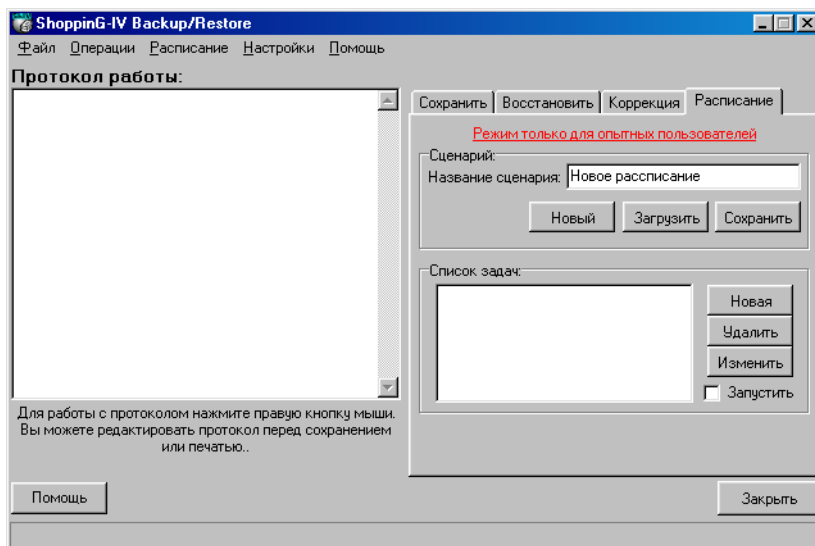 ShoppinG-IV Backup/Restore
Файл Операции Расписание Настройки Помощь
Протокол работы:
Сохранить Восстановить Коррекция Расписание
Режим только для опытных пользователей
Сценарий:
Название сценария: Новое рассписание
Новый Загрузить Сохранить
Список задач:
Новая
Удалить
Изменить
Запустить
Для работы с протоколом нажмите правую кнопку мыши.
Вы можете редактировать протокол перед сохранением
или печатью..
Помощь
Закрыть